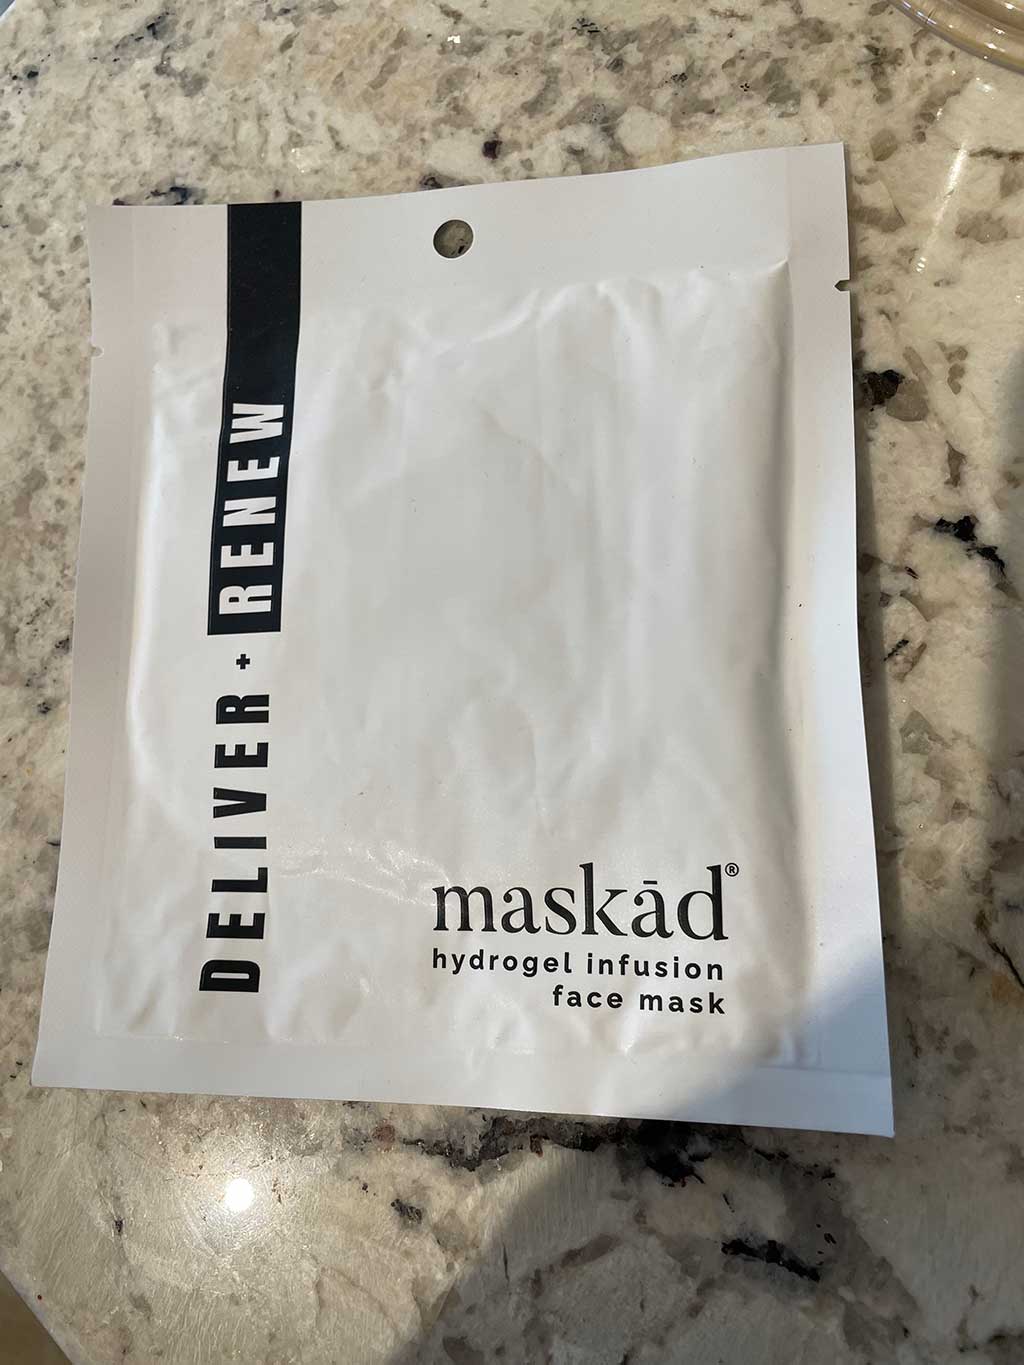 DELIVER + RENEW
maskād®
hydrogel infusion
face mask